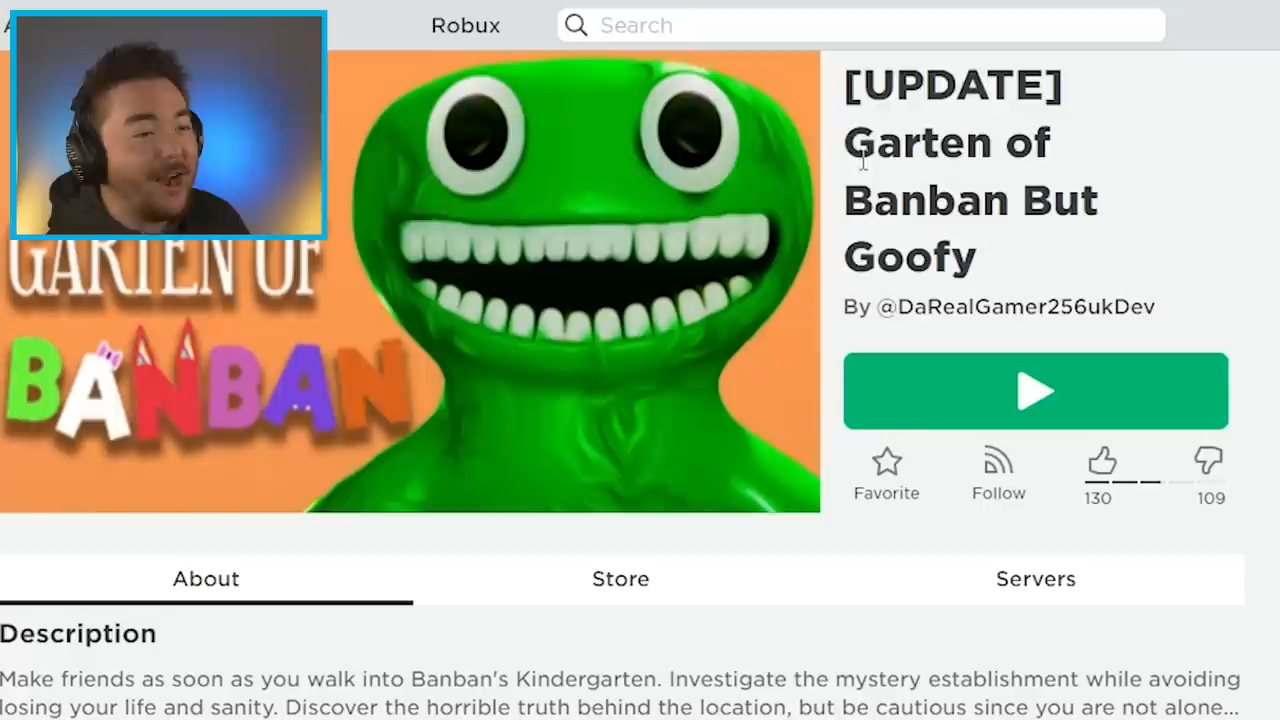 Robux
Search
[UPDATE]
Garten of
Banban But
Goofy
By @DaRealGamer256ukDev
GARTEN OF
BANBAN
Favorite
Follow
130
109
About
Store
Servers
Description
Make friends as soon as you walk into Banban's Kindergarten. Investigate the mystery establishment while avoiding
losing your life and sanity. Discover the horrible truth behind the location, but be cautious since you are not alone...